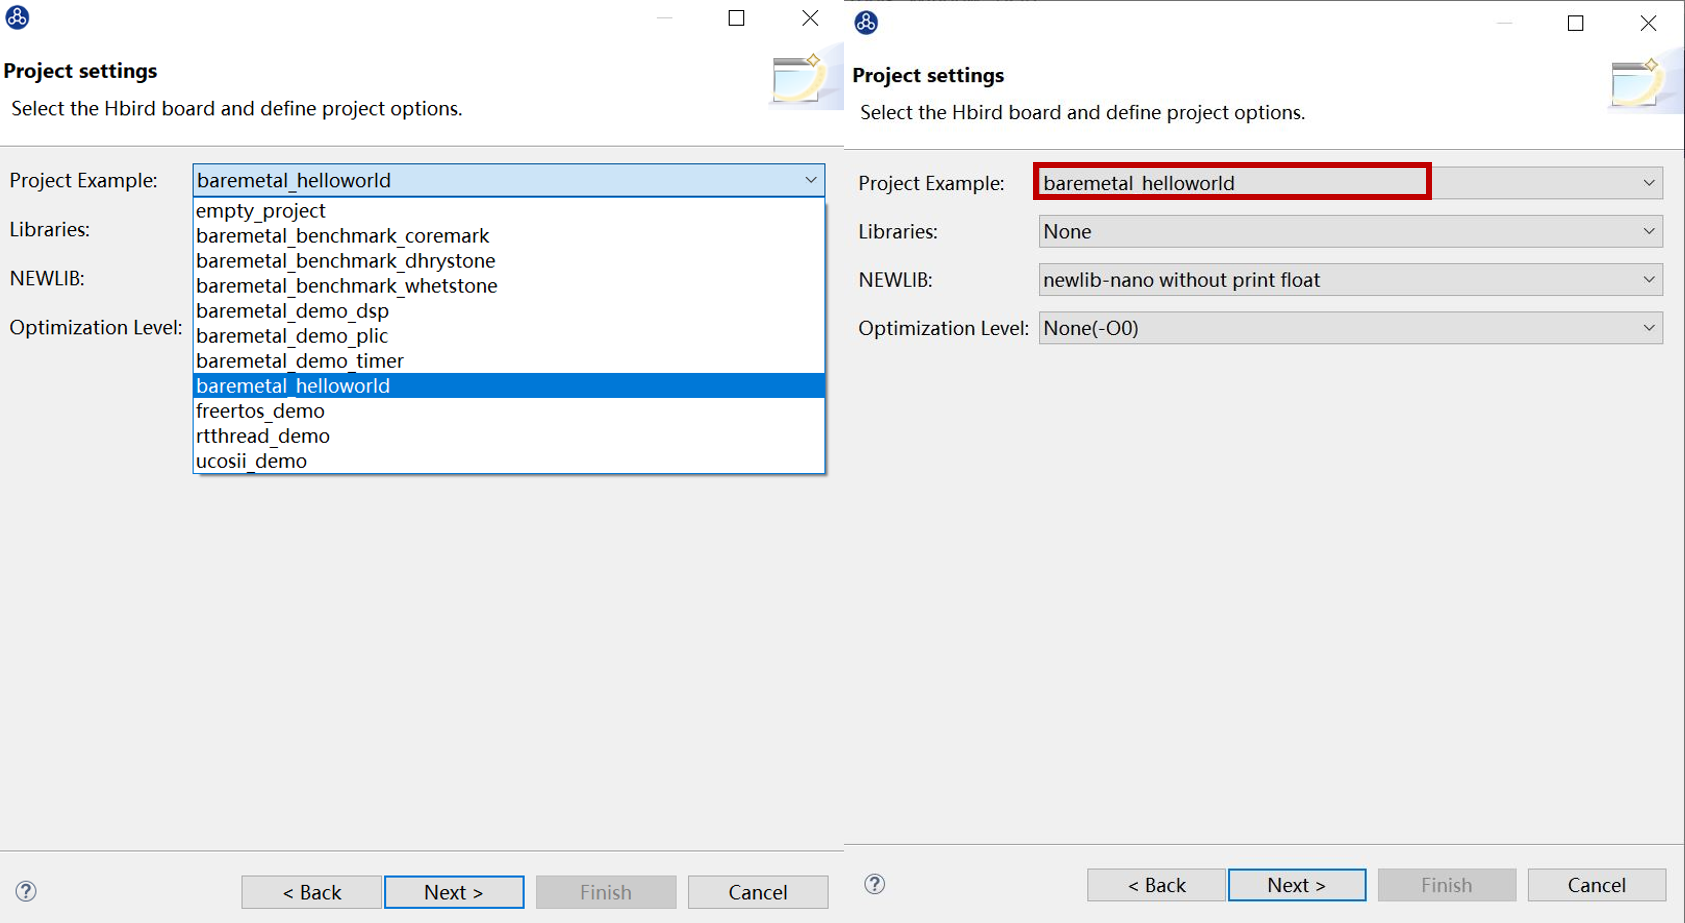 Project settings
Select the Hbird board and define project options.
Project Example: baremetal_helloworld
empty_project
Libraries:
baremetal_benchmark_coremark
baremetal_benchmark_dhrystone
NEWLIB:
baremetal_benchmark_whetstone
baremetal_demo_dsp
Optimization Level:
baremetal_demo_plic
baremetal_demo_timer
baremetal_helloworld
freertos_demo
rtthread_demo
ucosii_demo
? < Back Next > Finish Cancel
Project settings
Select the Hbird board and define project options.
Project Example: baremetal helloworld
Libraries: None
NEWLIB: newlib-nano without print float
Optimization Level: None(-O0)
? < Back Next > Finish Cancel